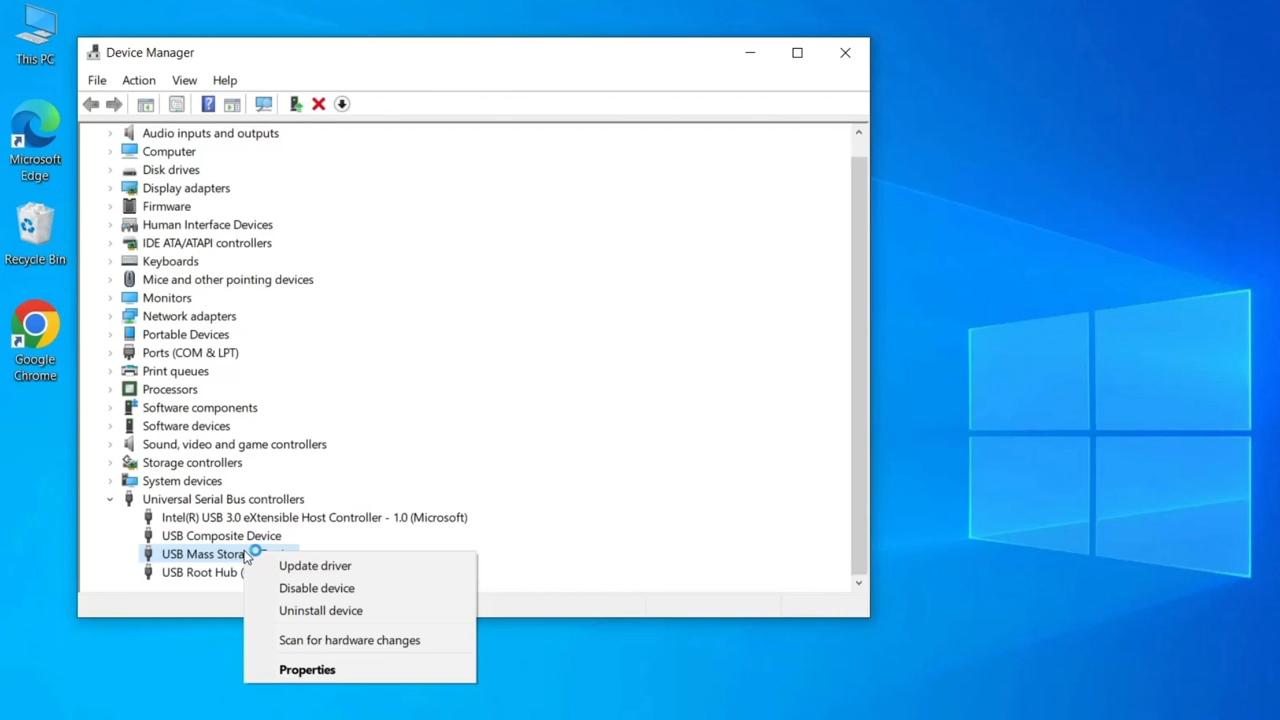 This PC
Microsoft
Edge
Recycle Bin
Google
Chrome
Device Manager
File Action View Help
Audio inputs and outputs
Computer
Disk drives
Display adapters
Firmware
Human Interface Devices
IDE ATA/ATAPI controllers
Keyboards
Mice and other pointing devices
Monitors
Network adapters
Portable Devices
Ports (COM & LPT)
Print queues
Processors
Software components
Software devices
Sound, video and game controllers
Storage controllers
System devices
Universal Serial Bus controllers
Intel(R) USB 3.0 eXtensible Host Controller - 1.0 (Microsoft)
USB Composite Device
USB Mass Stora
USB Root Hub (
Update driver
Disable device
Uninstall device
Scan for hardware changes
Properties